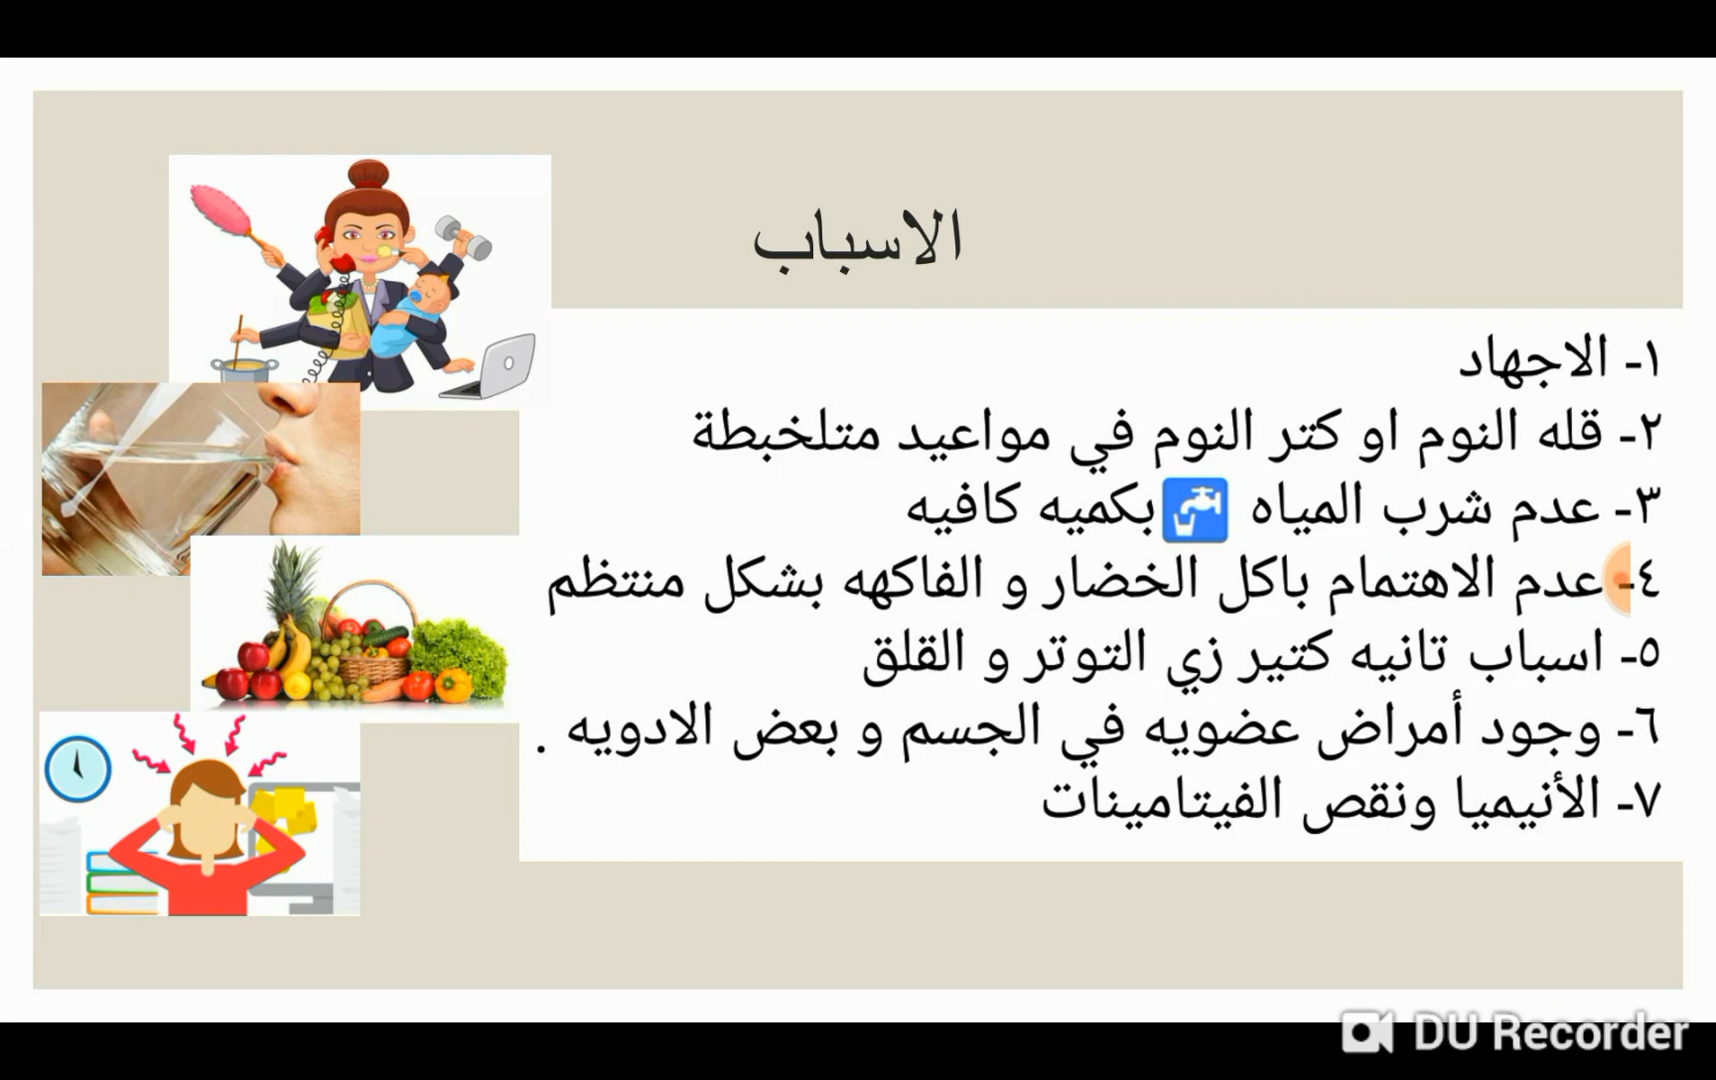 الاسباب
١- الاجهاد
٢- قله النوم او كتر النوم في مواعيد متلخبطة
٣- عدم شرب المياه 🚰بكميه كافيه
٤- عدم الاهتمام باكل الخضار و الفاكهه بشكل منتظم
٥- اسباب تانيه كتير زي التوتر و القلق
٦- وجود أمراض عضويه في الجسم و بعض الادويه .
٧- الأنيميا ونقص الفيتامينات
DU Recorder